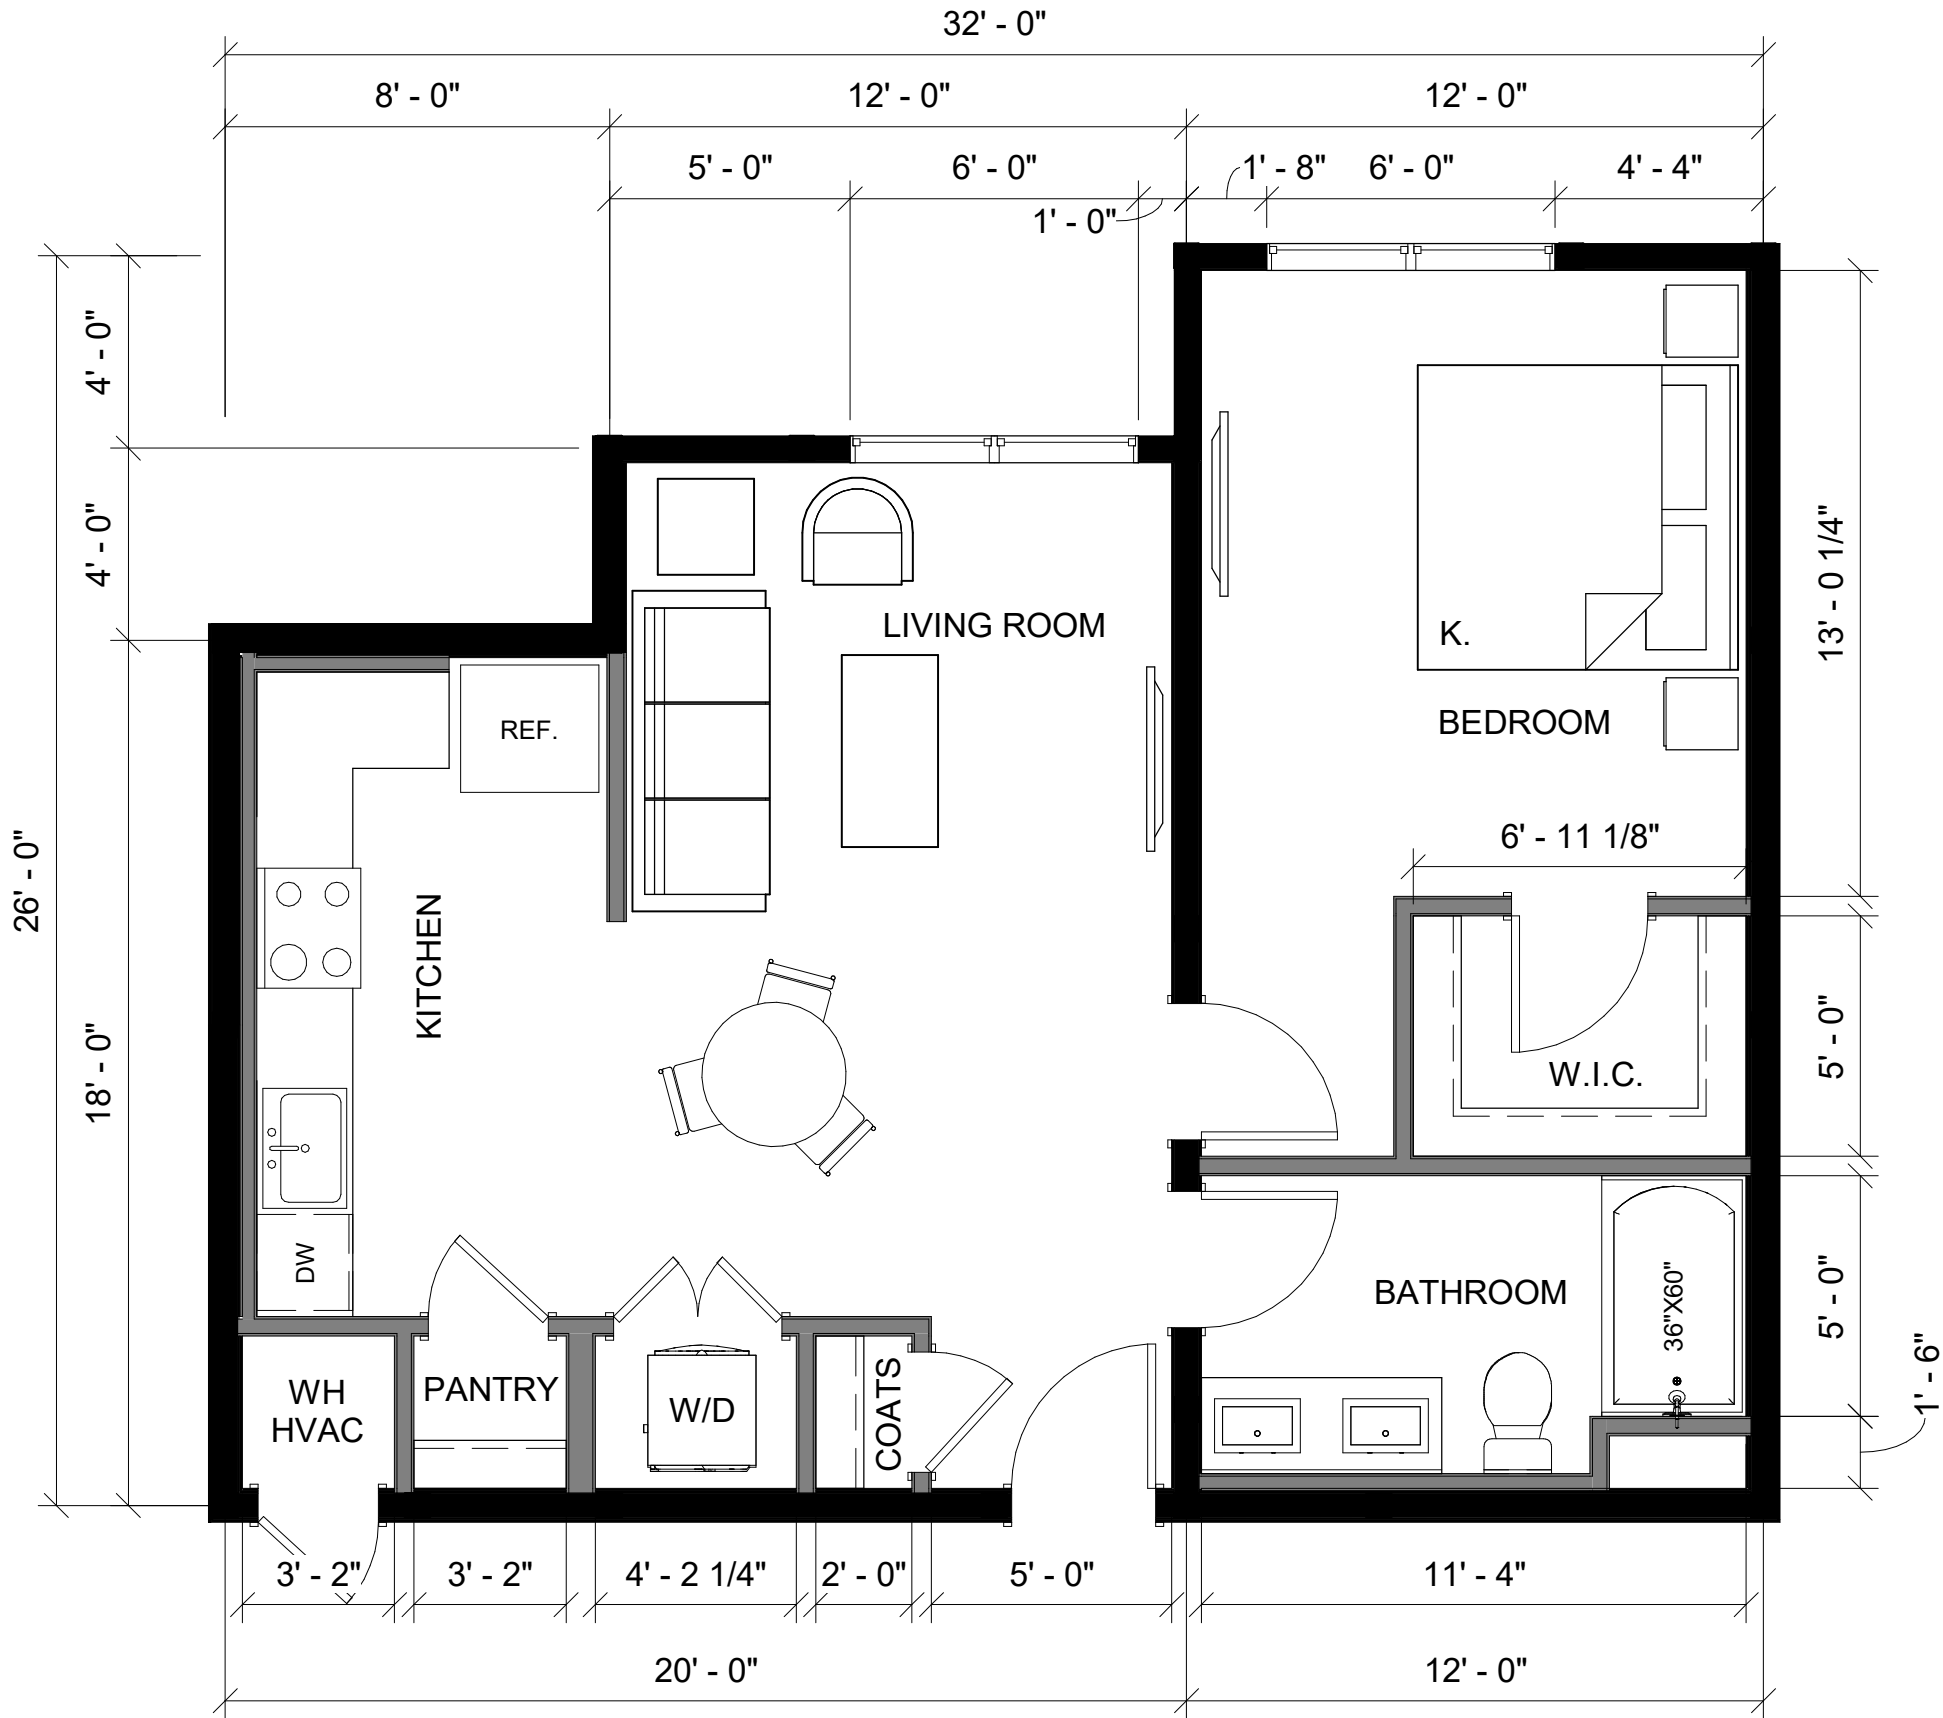 32' - 0"
8' - 0"
12' - 0"
12' - 0"
5' - 0"
6' - 0"
1' - 0"
1' - 8"
6' - 0"
4' - 4"
26' - 0"
4' - 0"
4' - 0"
18' - 0"
LIVING ROOM
K.
BEDROOM
REF.
KITCHEN
DW
6' - 11 1/8"
W.I.C.
BATHROOM
36"X60"
WH
HVAC
PANTRY
W/D
COATS
13' - 0 1/4"
5' - 0"
5' - 0"
1' - 6"
3' - 2"
3' - 2"
4' - 2 1/4"
2' - 0"
5' - 0"
11' - 4"
20' - 0"
12' - 0"